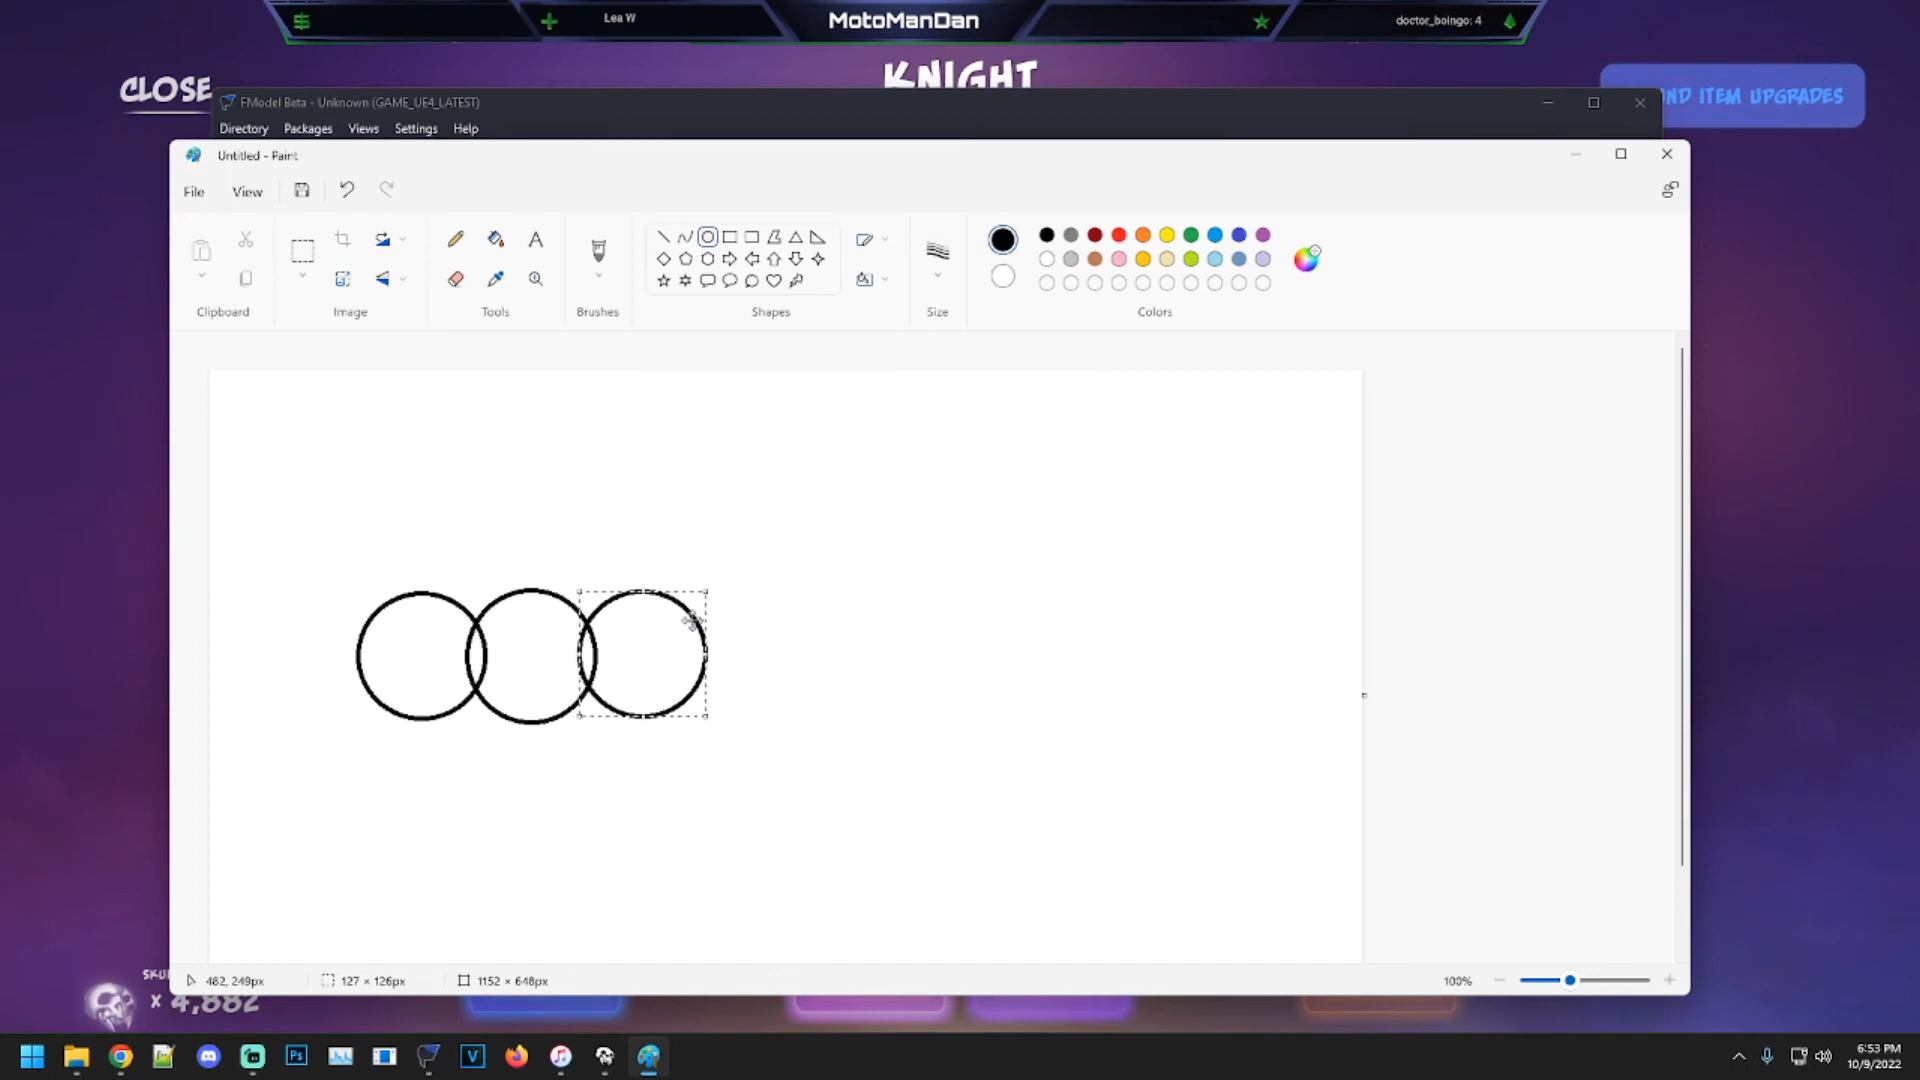 Lea W
MotoManDan
doctor_boingo: 4
CLOSE
KNIGHT
ND ITEM UPGRADES
FModel Beta - Unknown (GAME_UE4_LATEST)
Directory Packages Views Settings Help
Untitled - Paint
File View
Clipboard Image Tools Brushes Shapes Size Colors
482, 249px 127 × 126px 1152 × 648px 100%
SKU
× 4,882
6:53 PM
10/9/2022